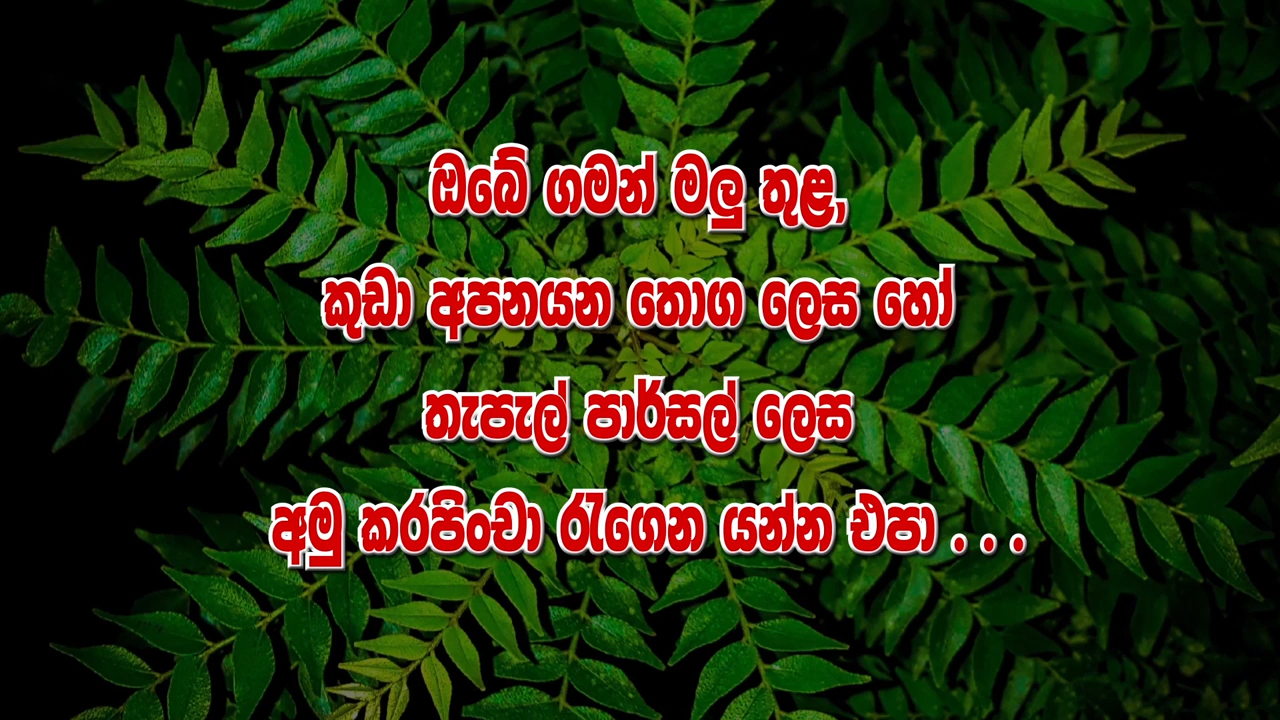 ඔබේ ගමන් මලු තුළ,
කුඩා අපනයන තොග ලෙස හෝ
තැපැල් පාර්සල් ලෙස
අමු කරපිංචා රැගෙන යන්න එපා . . .